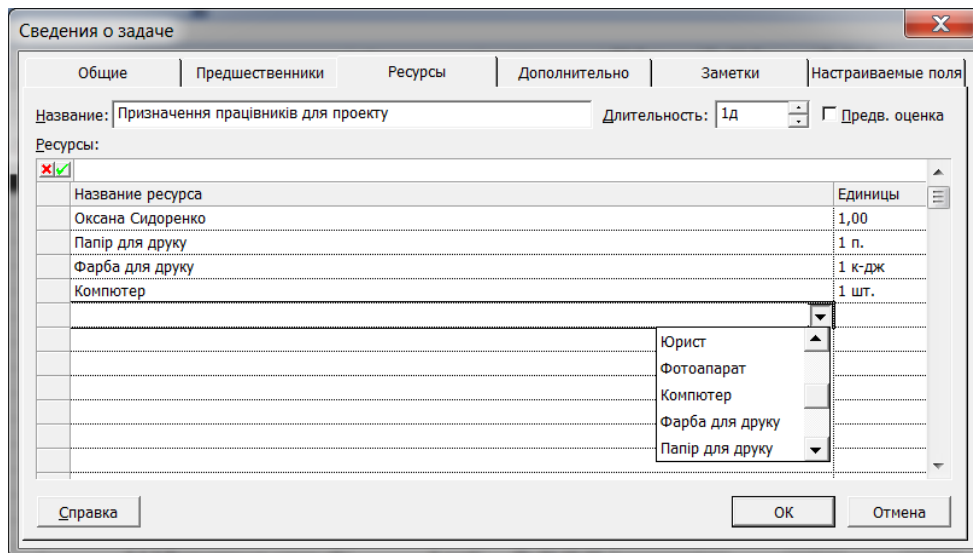 Сведения о задаче
Общие Предшественники Ресурсы Дополнительно Заметки Настраиваемые поля
Название: Призначення працівників для проекту Длительность: 1д Предв. оценка
Ресурсы:
Название ресурса Единицы
Оксана Сидоренко 1,00
Папір для друку 1 п.
Фарба для друку 1 к-дж
Компютер 1 шт.
Юрист
Фотоапарат
Компютер
Фарба для друку
Папір для друку
Справка ОК Отмена